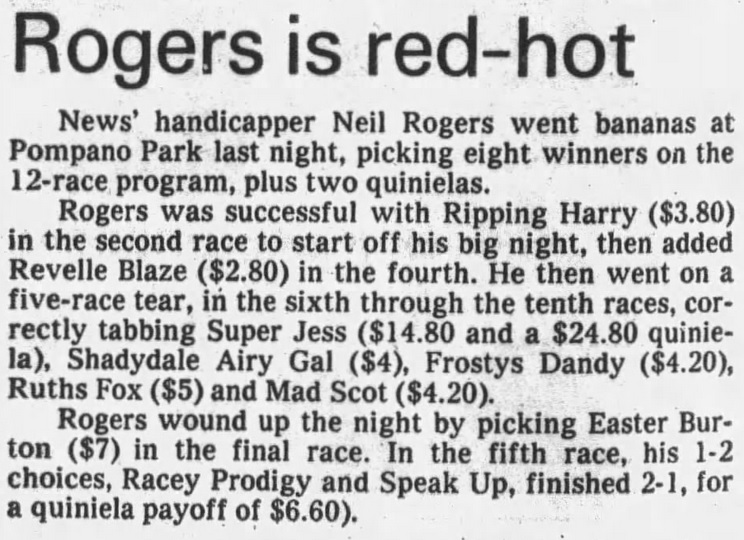 Rogers is red-hot
News' handicapper Neil Rogers went bananas at
Pompano Park last night, picking eight winners on the
12-race program, plus two quinielas.
Rogers was successful with Ripping Harry ($3.80)
in the second race to start off his big night, then added
Revelle Blaze ($2.80) in the fourth. He then went on a
five-race tear, in the sixth through the tenth races, cor-
rectly tabbing Super Jess ($14.80 and a $24.80 quinie-
la), Shadydale Airy Gal ($4), Frostys Dandy ($4.20),
Ruths Fox ($5) and Mad Scot ($4.20).
Rogers wound up the night by picking Easter Bur-
ton ($7) in the final race. In the fifth race, his 1-2
choices, Racey Prodigy and Speak Up, finished 2-1, for
a quiniela payoff of $6.60).